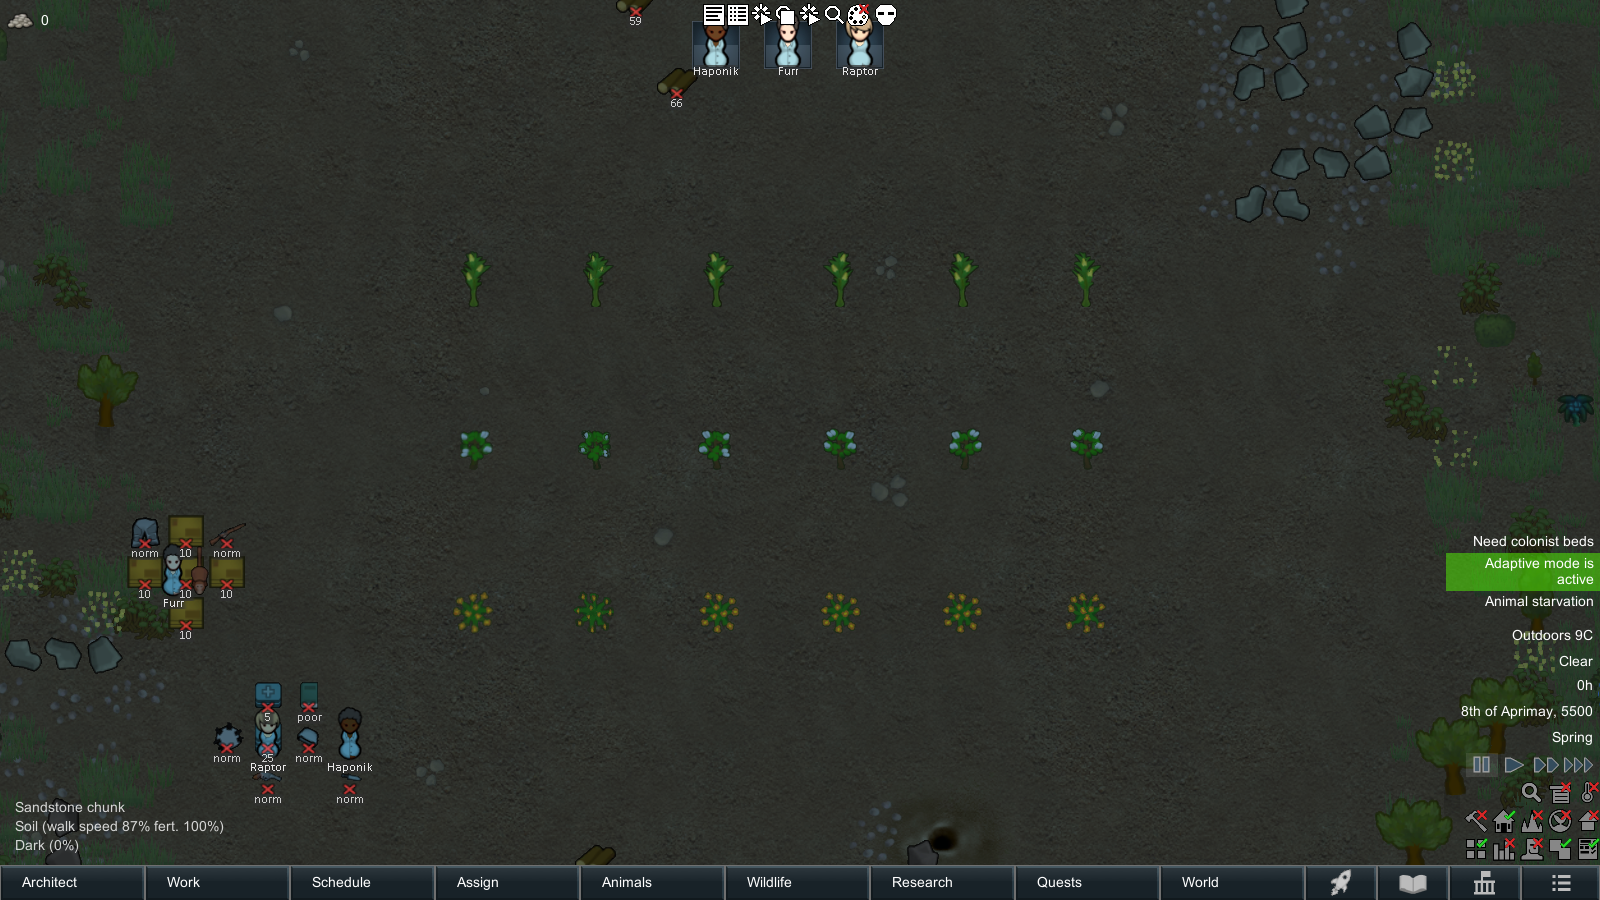 0
59
Haponik
Furr
Raptor
66
norm
10
norm
10
10
10
Furr
10
5
poor
norm
25
norm
Raptor
Haponik
norm
norm
Need colonist beds
Adaptive mode is
active
Animal starvation
Outdoors 9C
Clear
0h
8th of Aprimay, 5500
Spring
Sandstone chunk
Soil (walk speed 87% fert. 100%)
Dark (0%)
Architect
Work
Schedule
Assign
Animals
Wildlife
Research
Quests
World